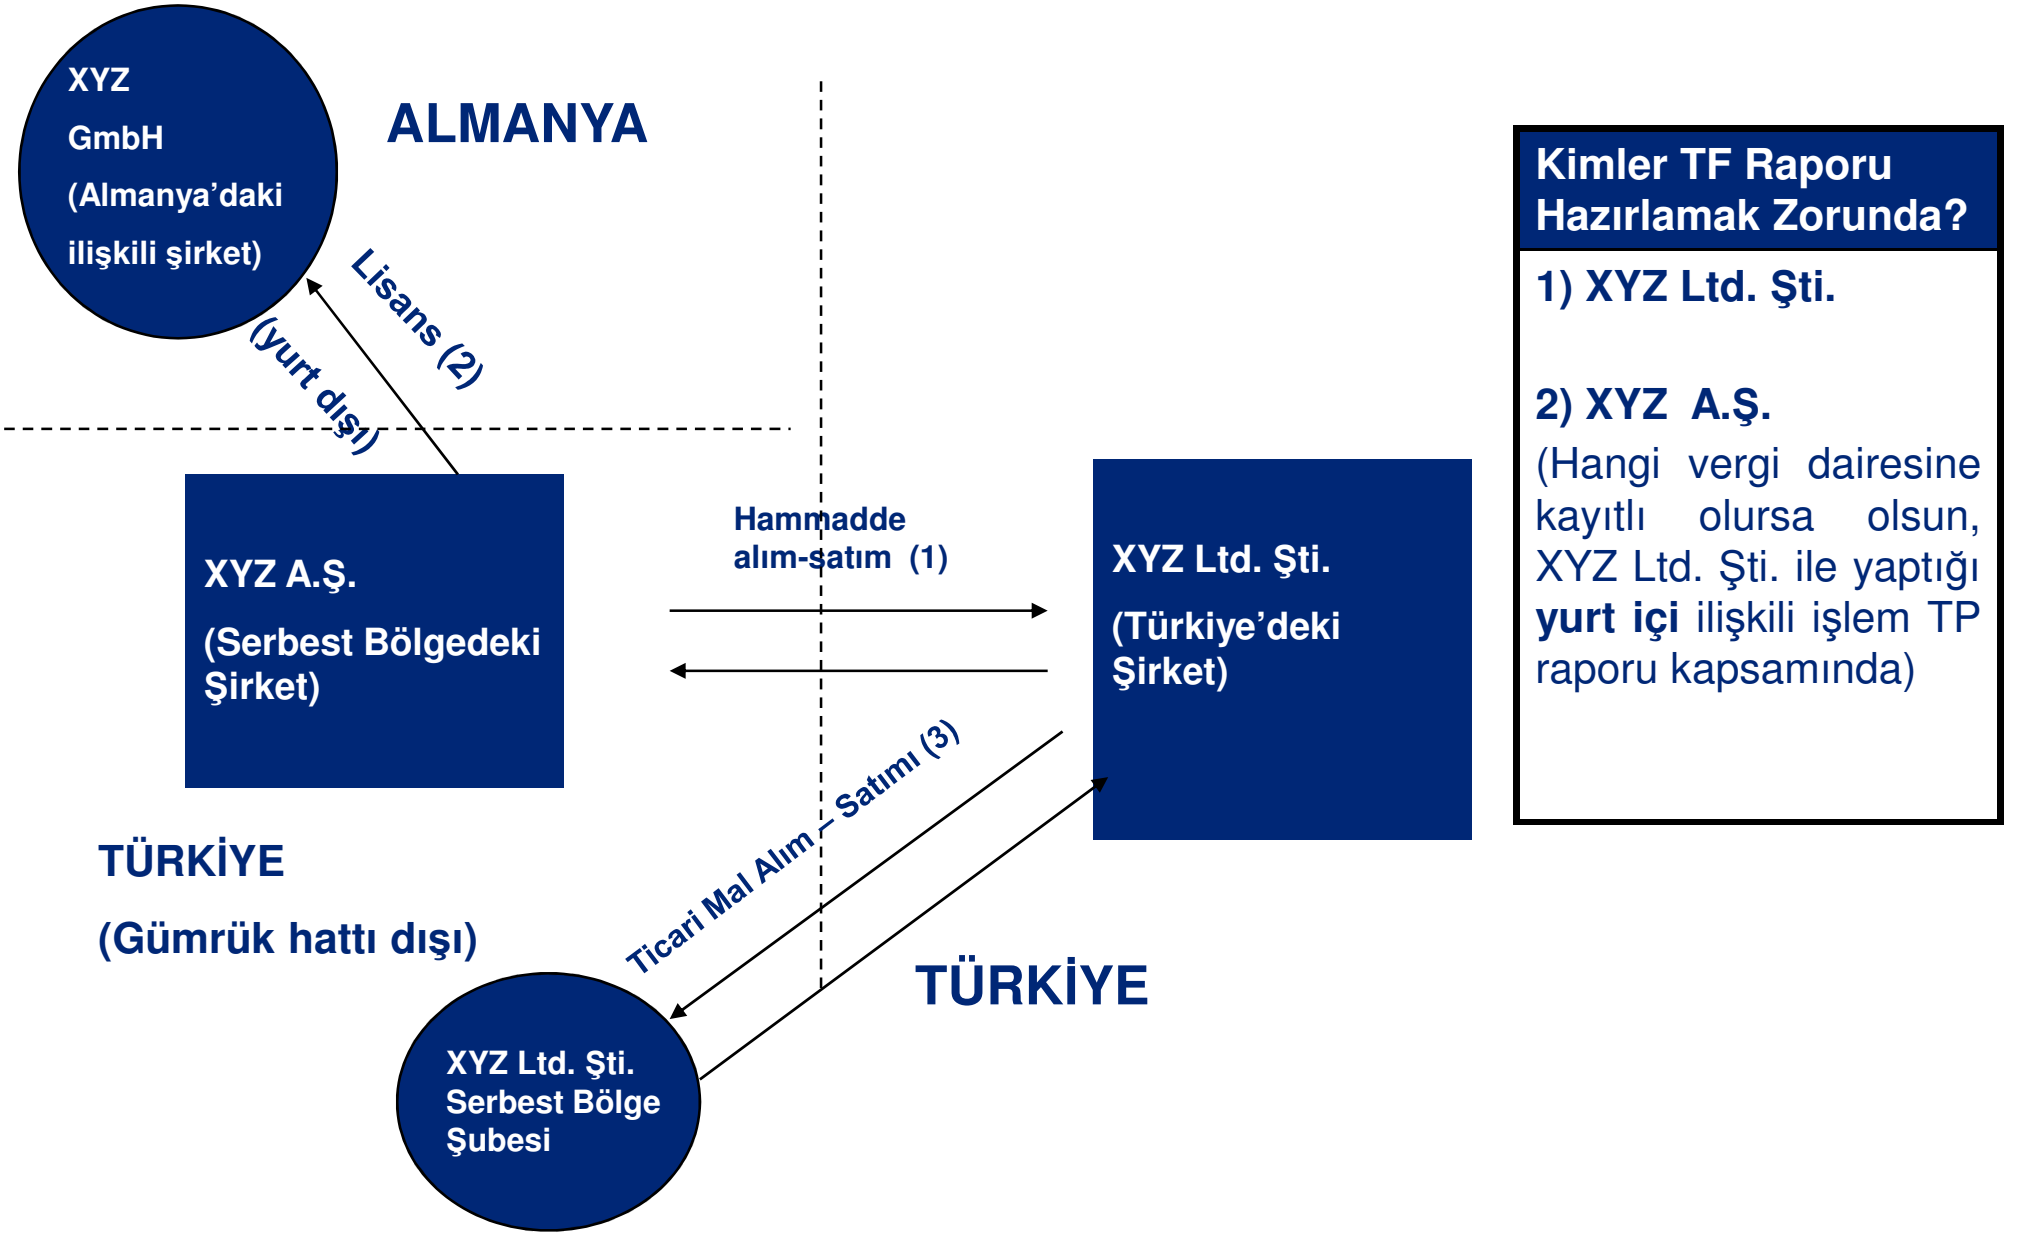 XYZ
GmbH
(Almanya’daki
ilişkili şirket)
ALMANYA
Lisans (2)
(yurt dışı)
XYZ A.Ş.
(Serbest Bölgedeki
Şirket)
Hammadde
alım-satım (1)
XYZ Ltd. Şti.
(Türkiye’deki
Şirket)
Ticari Mal Alım – Satımı (3)
TÜRKİYE
(Gümrük hattı dışı)
TÜRKİYE
XYZ Ltd. Şti.
Serbest Bölge
Şubesi
Kimler TF Raporu
Hazırlamak Zorunda?
1) XYZ Ltd. Şti.
2) XYZ A.Ş.
(Hangi vergi dairesine
kayıtlı olursa olsun,
XYZ Ltd. Şti. ile yaptığı
yurt içi ilişkili işlem TP
raporu kapsamında)